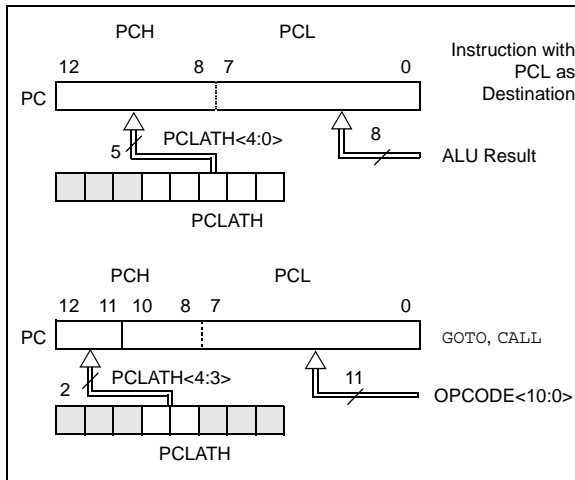 PCH PCL
12 8 7 0
Instruction with
PCL as
Destination
PC
5 PCLATH<4:0> 8
ALU Result
PCLATH
PCH PCL
12 11 10 8 7 0
PC GOTO, CALL
2 PCLATH<4:3> 11
OPCODE<10:0>
PCLATH